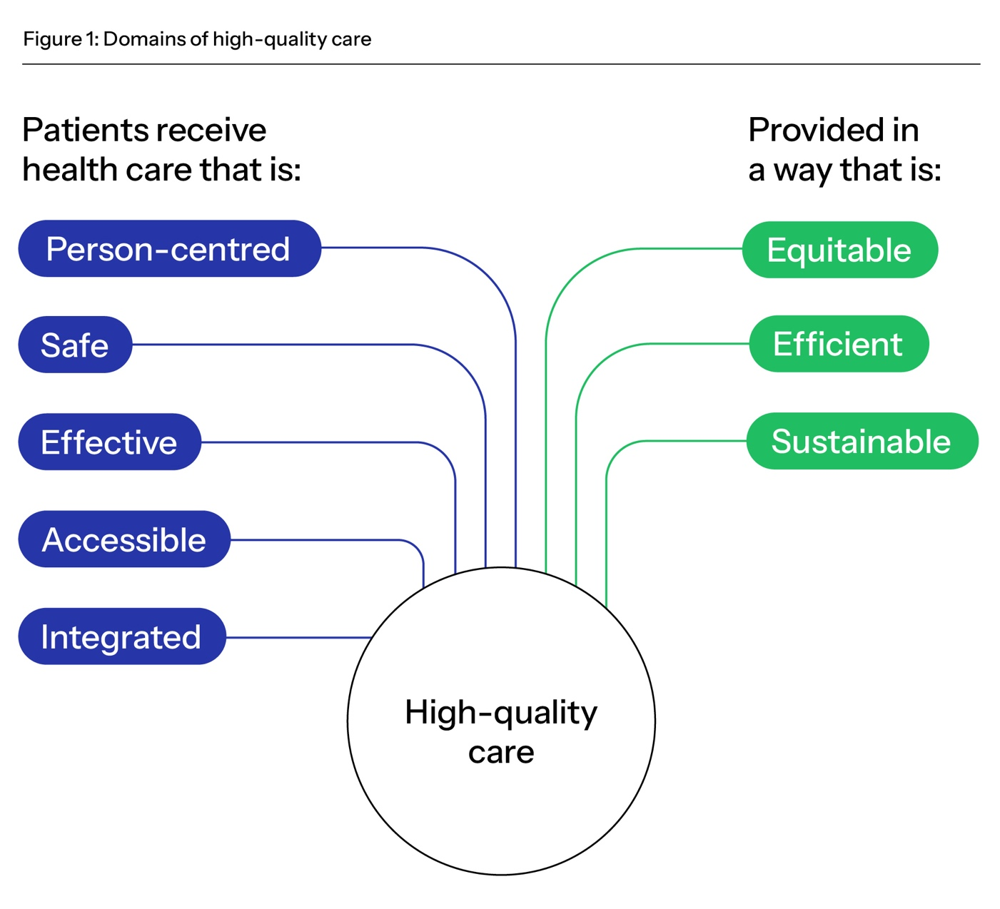 Figure 1: Domains of high-quality care
Patients receive
health care that is:
Person-centred
Safe
Effective
Accessible
Integrated
Provided in
a way that is:
Equitable
Efficient
Sustainable
High-quality
care